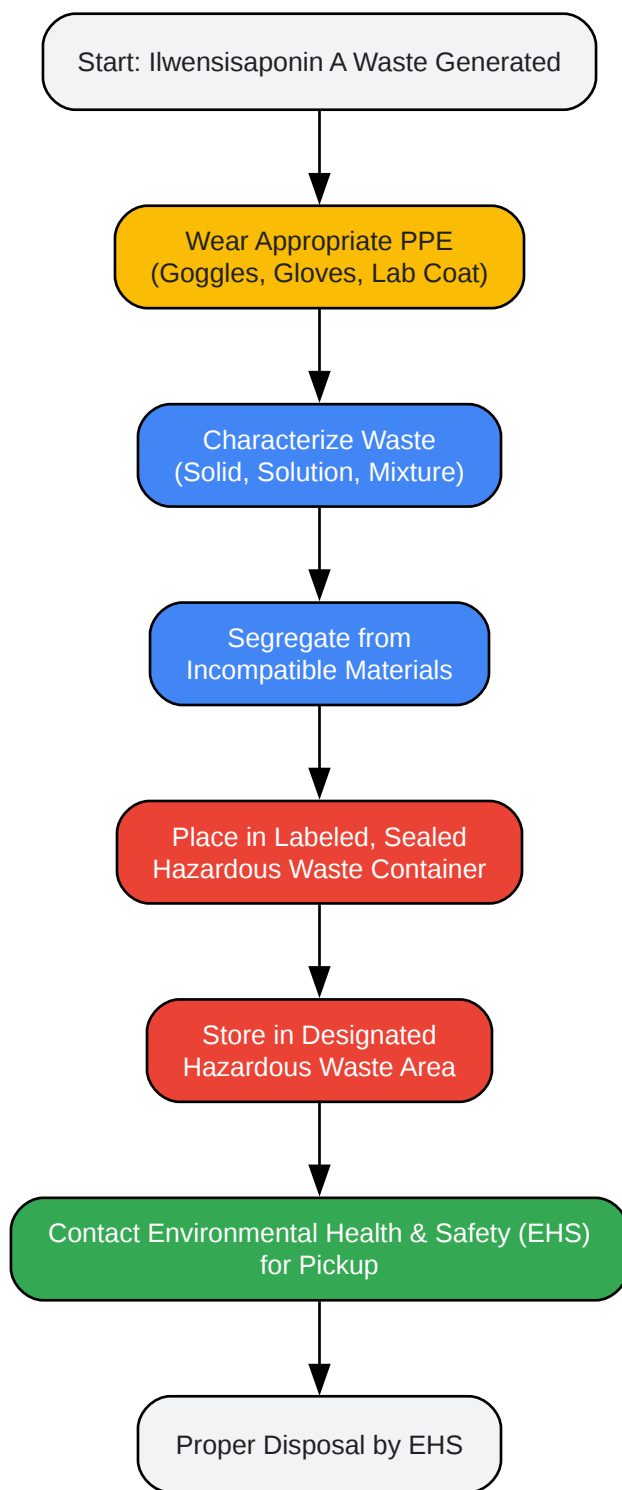 Start: Ilwensisaponin A Waste Generated
Wear Appropriate PPE
(Goggles, Gloves, Lab Coat)
Characterize Waste
(Solid, Solution, Mixture)
Segregate from
Incompatible Materials
Place in Labeled, Sealed
Hazardous Waste Container
Store in Designated
Hazardous Waste Area
Contact Environmental Health & Safety (EHS)
for Pickup
Proper Disposal by EHS